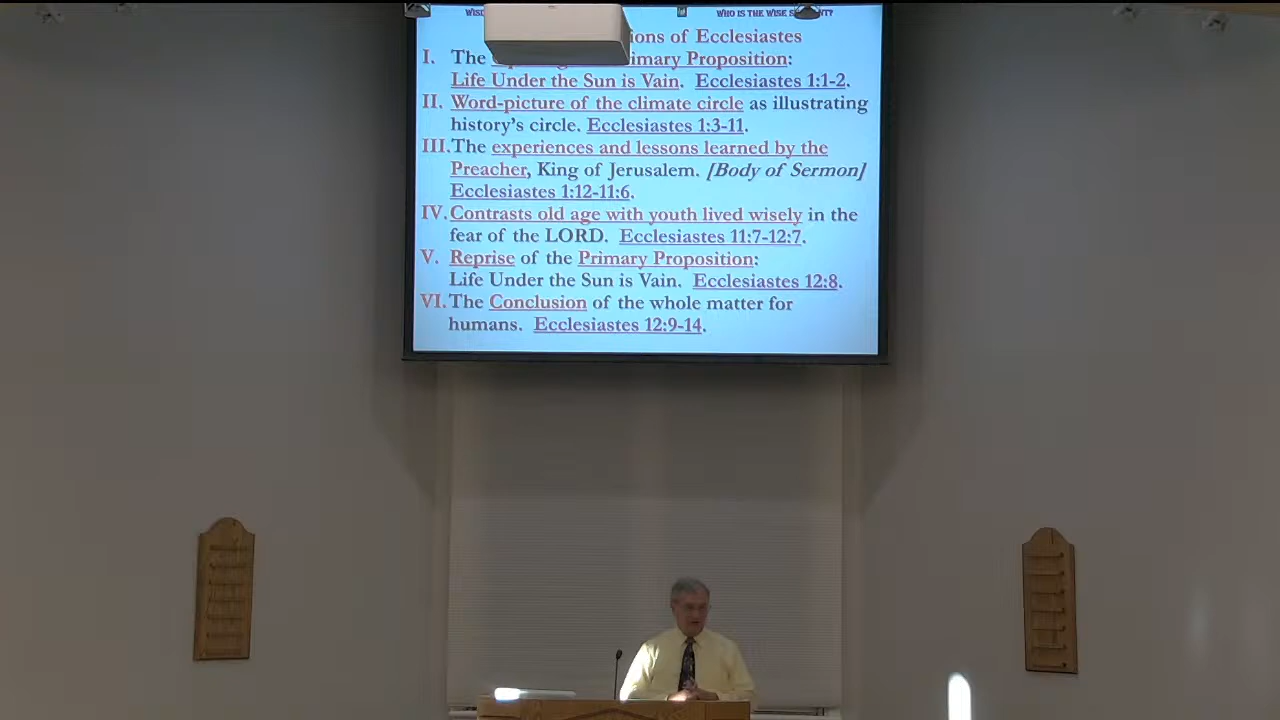 WHO IS THE WISE
of Ecclesiastes
I. The Primary Proposition:
Life Under the Sun is Vain. Ecclesiastes 1:1-2.
II. Word-picture of the climate circle as illustrating
history's circle. Ecclesiastes 1:3-11.
III. The experiences and lessons learned by the
Preacher, King of Jerusalem. [Body of Sermon]
Ecclesiastes 1:12-11:6.
IV. Contrasts old age with youth lived wisely in the
fear of the LORD. Ecclesiastes 11:7-12:7.
V. Reprise of the Primary Proposition:
Life Under the Sun is Vain. Ecclesiastes 12:8.
VI. The Conclusion of the whole matter for
humans. Ecclesiastes 12:9-14.